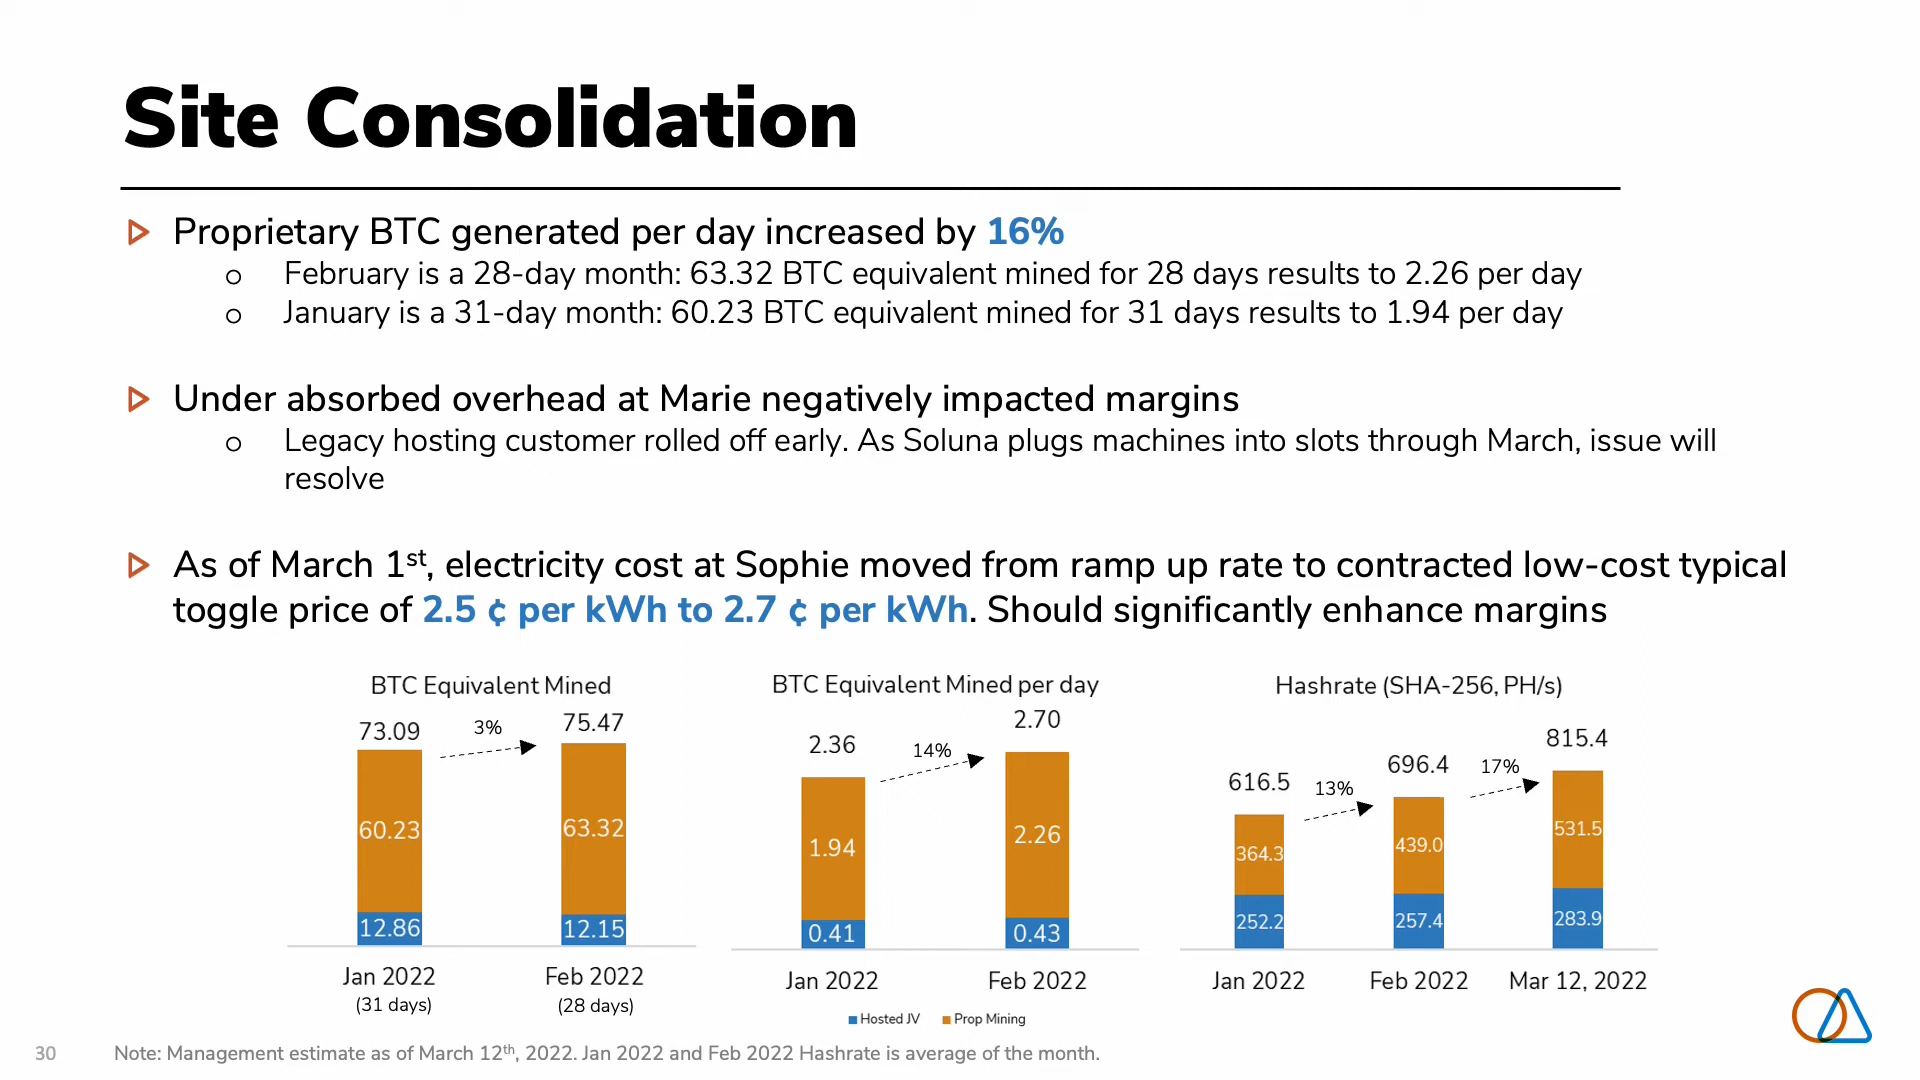 Site Consolidation
Proprietary BTC generated per day increased by 16%
o February is a 28-day month: 63.32 BTC equivalent mined for 28 days results to 2.26 per day
o January is a 31-day month: 60.23 BTC equivalent mined for 31 days results to 1.94 per day
Under absorbed overhead at Marie negatively impacted margins
o Legacy hosting customer rolled off early. As Soluna plugs machines into slots through March, issue will
resolve
As of March 1st, electricity cost at Sophie moved from ramp up rate to contracted low-cost typical
toggle price of 2.5 ¢ per kWh to 2.7 ¢ per kWh. Should significantly enhance margins
BTC Equivalent Mined
73.09
3%
75.47
60.23
63.32
12.86
12.15
Jan 2022
Feb 2022
(31 days)
(28 days)
BTC Equivalent Mined per day
2.36
14%
2.70
1.94
2.26
0.41
0.43
Jan 2022
Feb 2022
Hashrate (SHA-256, PH/s)
616.5
13%
696.4
17%
815.4
364.3
439.0
531.5
252.2
257.4
283.9
Jan 2022
Feb 2022
Mar 12, 2022
Hosted JV
Prop Mining
30
Note: Management estimate as of March 12th, 2022. Jan 2022 and Feb 2022 Hashrate is average of the month.